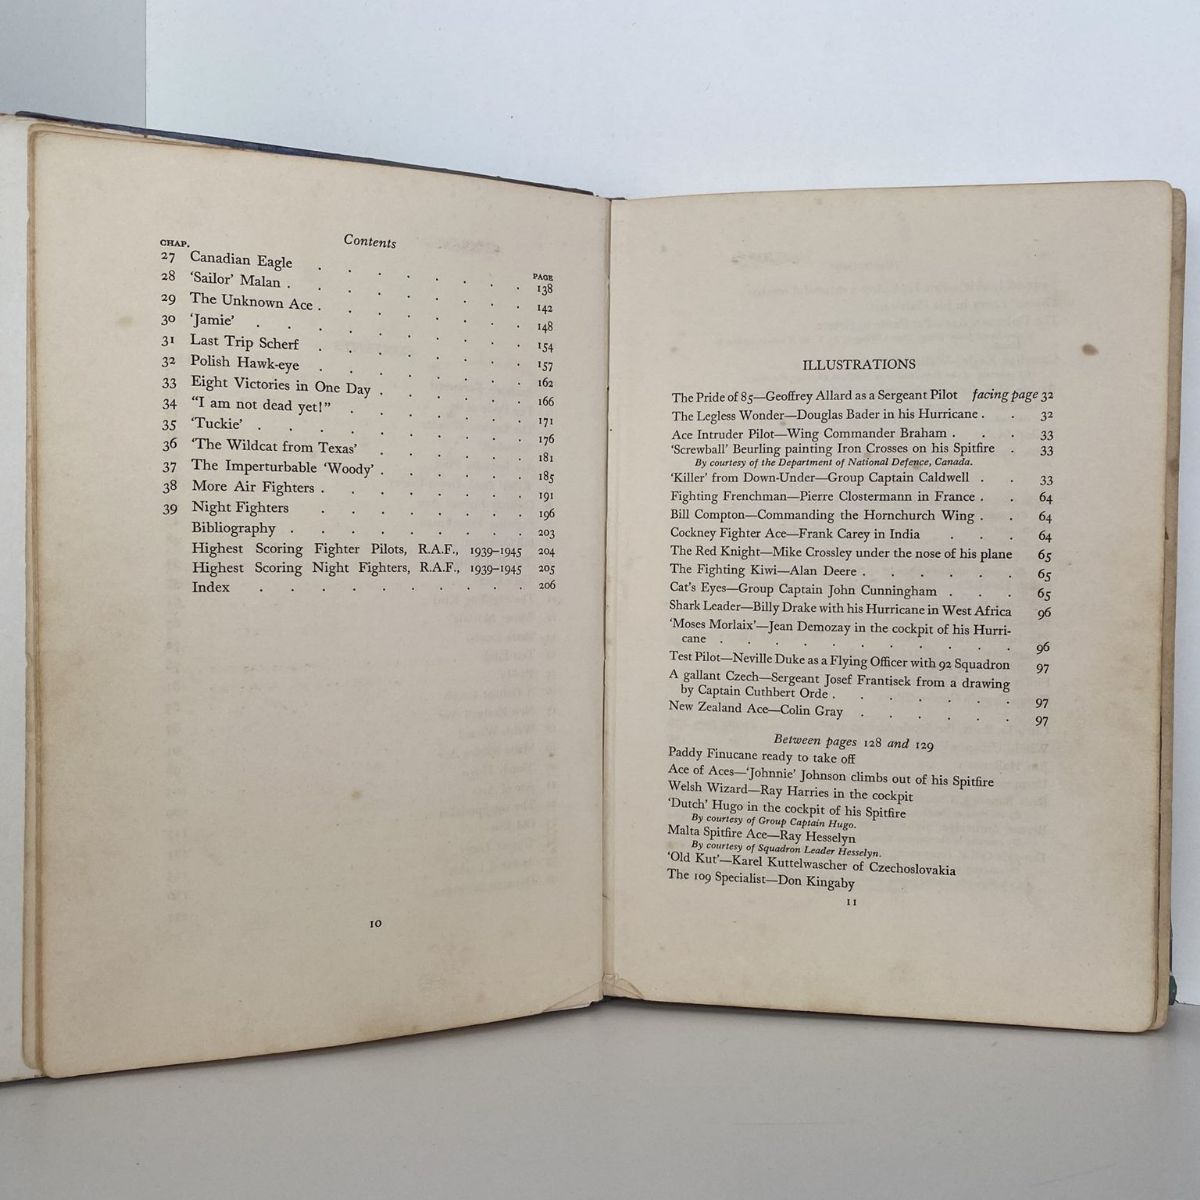 Contents
CHAP.
PAGE
27 Canadian Eagle . . . . . . . . 138
28 ‘Sailor’ Malan . . . . . . . . . 142
29 The Unknown Ace . . . . . . . . 148
30 ‘Jamie’ . . . . . . . . . . 154
31 Last Trip Scherf . . . . . . . . 157
32 Polish Hawk-eye . . . . . . . . 162
33 Eight Victories in One Day . . . . . . 166
34 “I am not dead yet!” . . . . . . . 171
35 ‘Tuckie’ . . . . . . . . . . 176
36 ‘The Wildcat from Texas’ . . . . . . 181
37 The Imperturbable ‘Woody’ . . . . . . 185
38 More Air Fighters . . . . . . . . 191
39 Night Fighters . . . . . . . . 196
Bibliography . . . . . . . . . 203
Highest Scoring Fighter Pilots, R.A.F., 1939–1945 204
Highest Scoring Night Fighters, R.A.F., 1939–1945 205
Index . . . . . . . . . . 206
10
ILLUSTRATIONS
The Pride of 85—Geoffrey Allard as a Sergeant Pilot facing page 32
The Legless Wonder—Douglas Bader in his Hurricane . . 32
Ace Intruder Pilot—Wing Commander Braham . . . 33
‘Screwball’ Beurling painting Iron Crosses on his Spitfire . 33
By courtesy of the Department of National Defence, Canada.
‘Killer’ from Down-Under—Group Captain Caldwell . . 33
Fighting Frenchman—Pierre Clostermann in France . . 64
Bill Compton—Commanding the Hornchurch Wing . . 64
Cockney Fighter Ace—Frank Carey in India . . . 64
The Red Knight—Mike Crossley under the nose of his plane 65
The Fighting Kiwi—Alan Deere . . . . . . 65
Cat's Eyes—Group Captain John Cunningham . . . 65
Shark Leader—Billy Drake with his Hurricane in West Africa 96
‘Moses Morlaix’—Jean Demozay in the cockpit of his Hurri-
cane . . . . . . . . . . . 96
Test Pilot—Neville Duke as a Flying Officer with 92 Squadron 97
A gallant Czech—Sergeant Josef Frantisek from a drawing
by Captain Cuthbert Orde . . . . . . . 97
New Zealand Ace—Colin Gray . . . . . . 97
Between pages 128 and 129
Paddy Finucane ready to take off
Ace of Aces—‘Johnnie’ Johnson climbs out of his Spitfire
Welsh Wizard—Ray Harries in the cockpit
‘Dutch’ Hugo in the cockpit of his Spitfire
By courtesy of Group Captain Hugo.
Malta Spitfire Ace—Ray Hesselyn
By courtesy of Squadron Leader Hesselyn.
‘Old Kut’—Karel Kuttelwascher of Czechoslovakia
The 109 Specialist—Don Kingaby
11